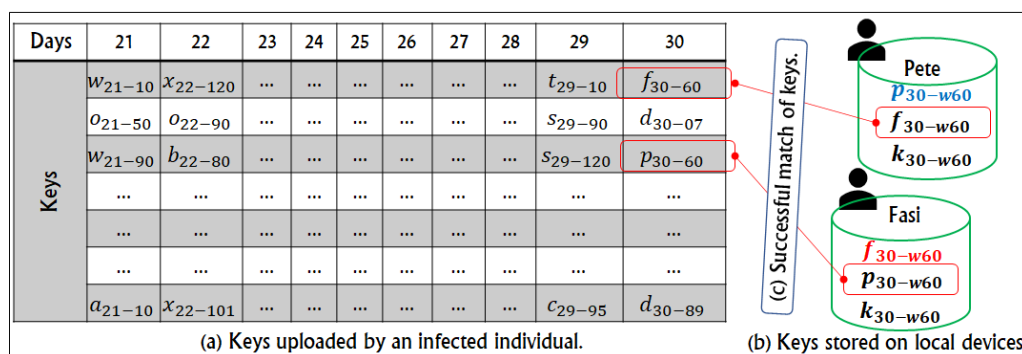 Days 21 22 23 24 25 26 27 28 29 30
Keys
w21−10 x22−120 ... ... ... ... ... ... t29−10 f30−60
o21−50 o22−90 ... ... ... ... ... ... s29−90 d30−07
w21−90 b22−80 ... ... ... ... ... ... s29−120 p30−60
... ... ... ... ... ... ... ... ... ...
... ... ... ... ... ... ... ... ... ...
... ... ... ... ... ... ... ... ... ...
a21−10 x22−101 ... ... ... ... ... ... c29−95 d30−89
(a) Keys uploaded by an infected individual.
(c) Successful match of keys.
Pete
p30−w60
f30−w60
k30−w60
Fasi
f30−w60
p30−w60
k30−w60
(b) Keys stored on local devices